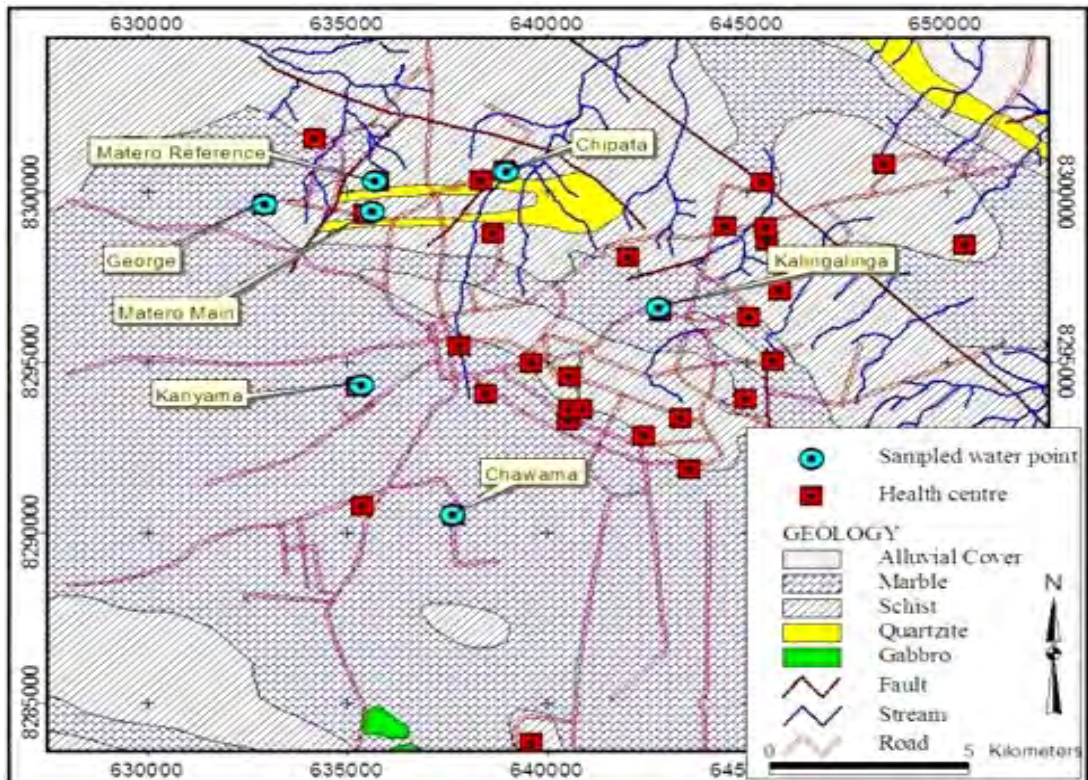 630000 635000 640000 645000 650000
Matero Reference
Chipata
8300000
8300000
George
Kalingalinga
Matero Main
8295000
8295000
Kanyama
Chawama
Sampled water point
Health centre
8290000
GEOLOGY
Alluvial Cover
Marble
N
Schist
Quartzite
Gabbro
8285000
Fault
Stream
Road
0 5 Kilometers
630000 635000 640000